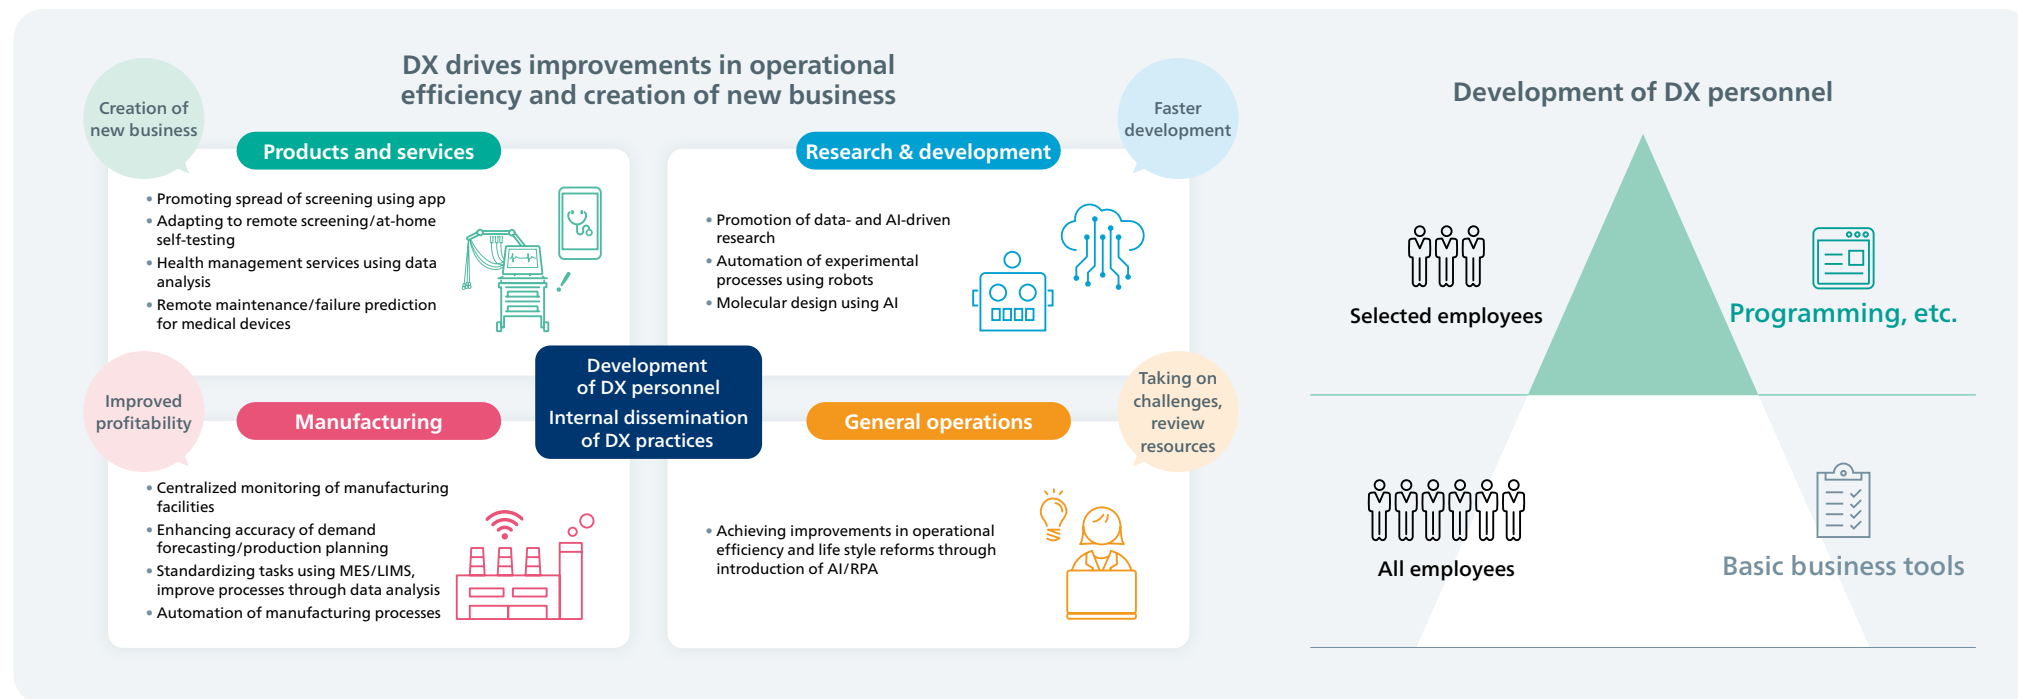 DX drives improvements in operational
efficiency and creation of new business
Creation of
new business
Products and services
• Promoting spread of screening using app
• Adapting to remote screening/at-home
self-testing
• Health management services using data
analysis
• Remote maintenance/failure prediction
for medical devices
Faster
development
Research & development
• Promotion of data- and AI-driven
research
• Automation of experimental
processes using robots
• Molecular design using AI
Development
of DX personnel
Internal dissemination
of DX practices
Improved
profitability
Manufacturing
• Centralized monitoring of manufacturing
facilities
• Enhancing accuracy of demand
forecasting/production planning
• Standardizing tasks using MES/LIMS,
improve processes through data analysis
• Automation of manufacturing processes
Taking on
challenges,
review
resources
General operations
• Achieving improvements in operational
efficiency and life style reforms through
introduction of AI/RPA
Development of DX personnel
Selected employees
Programming, etc.
All employees
Basic business tools